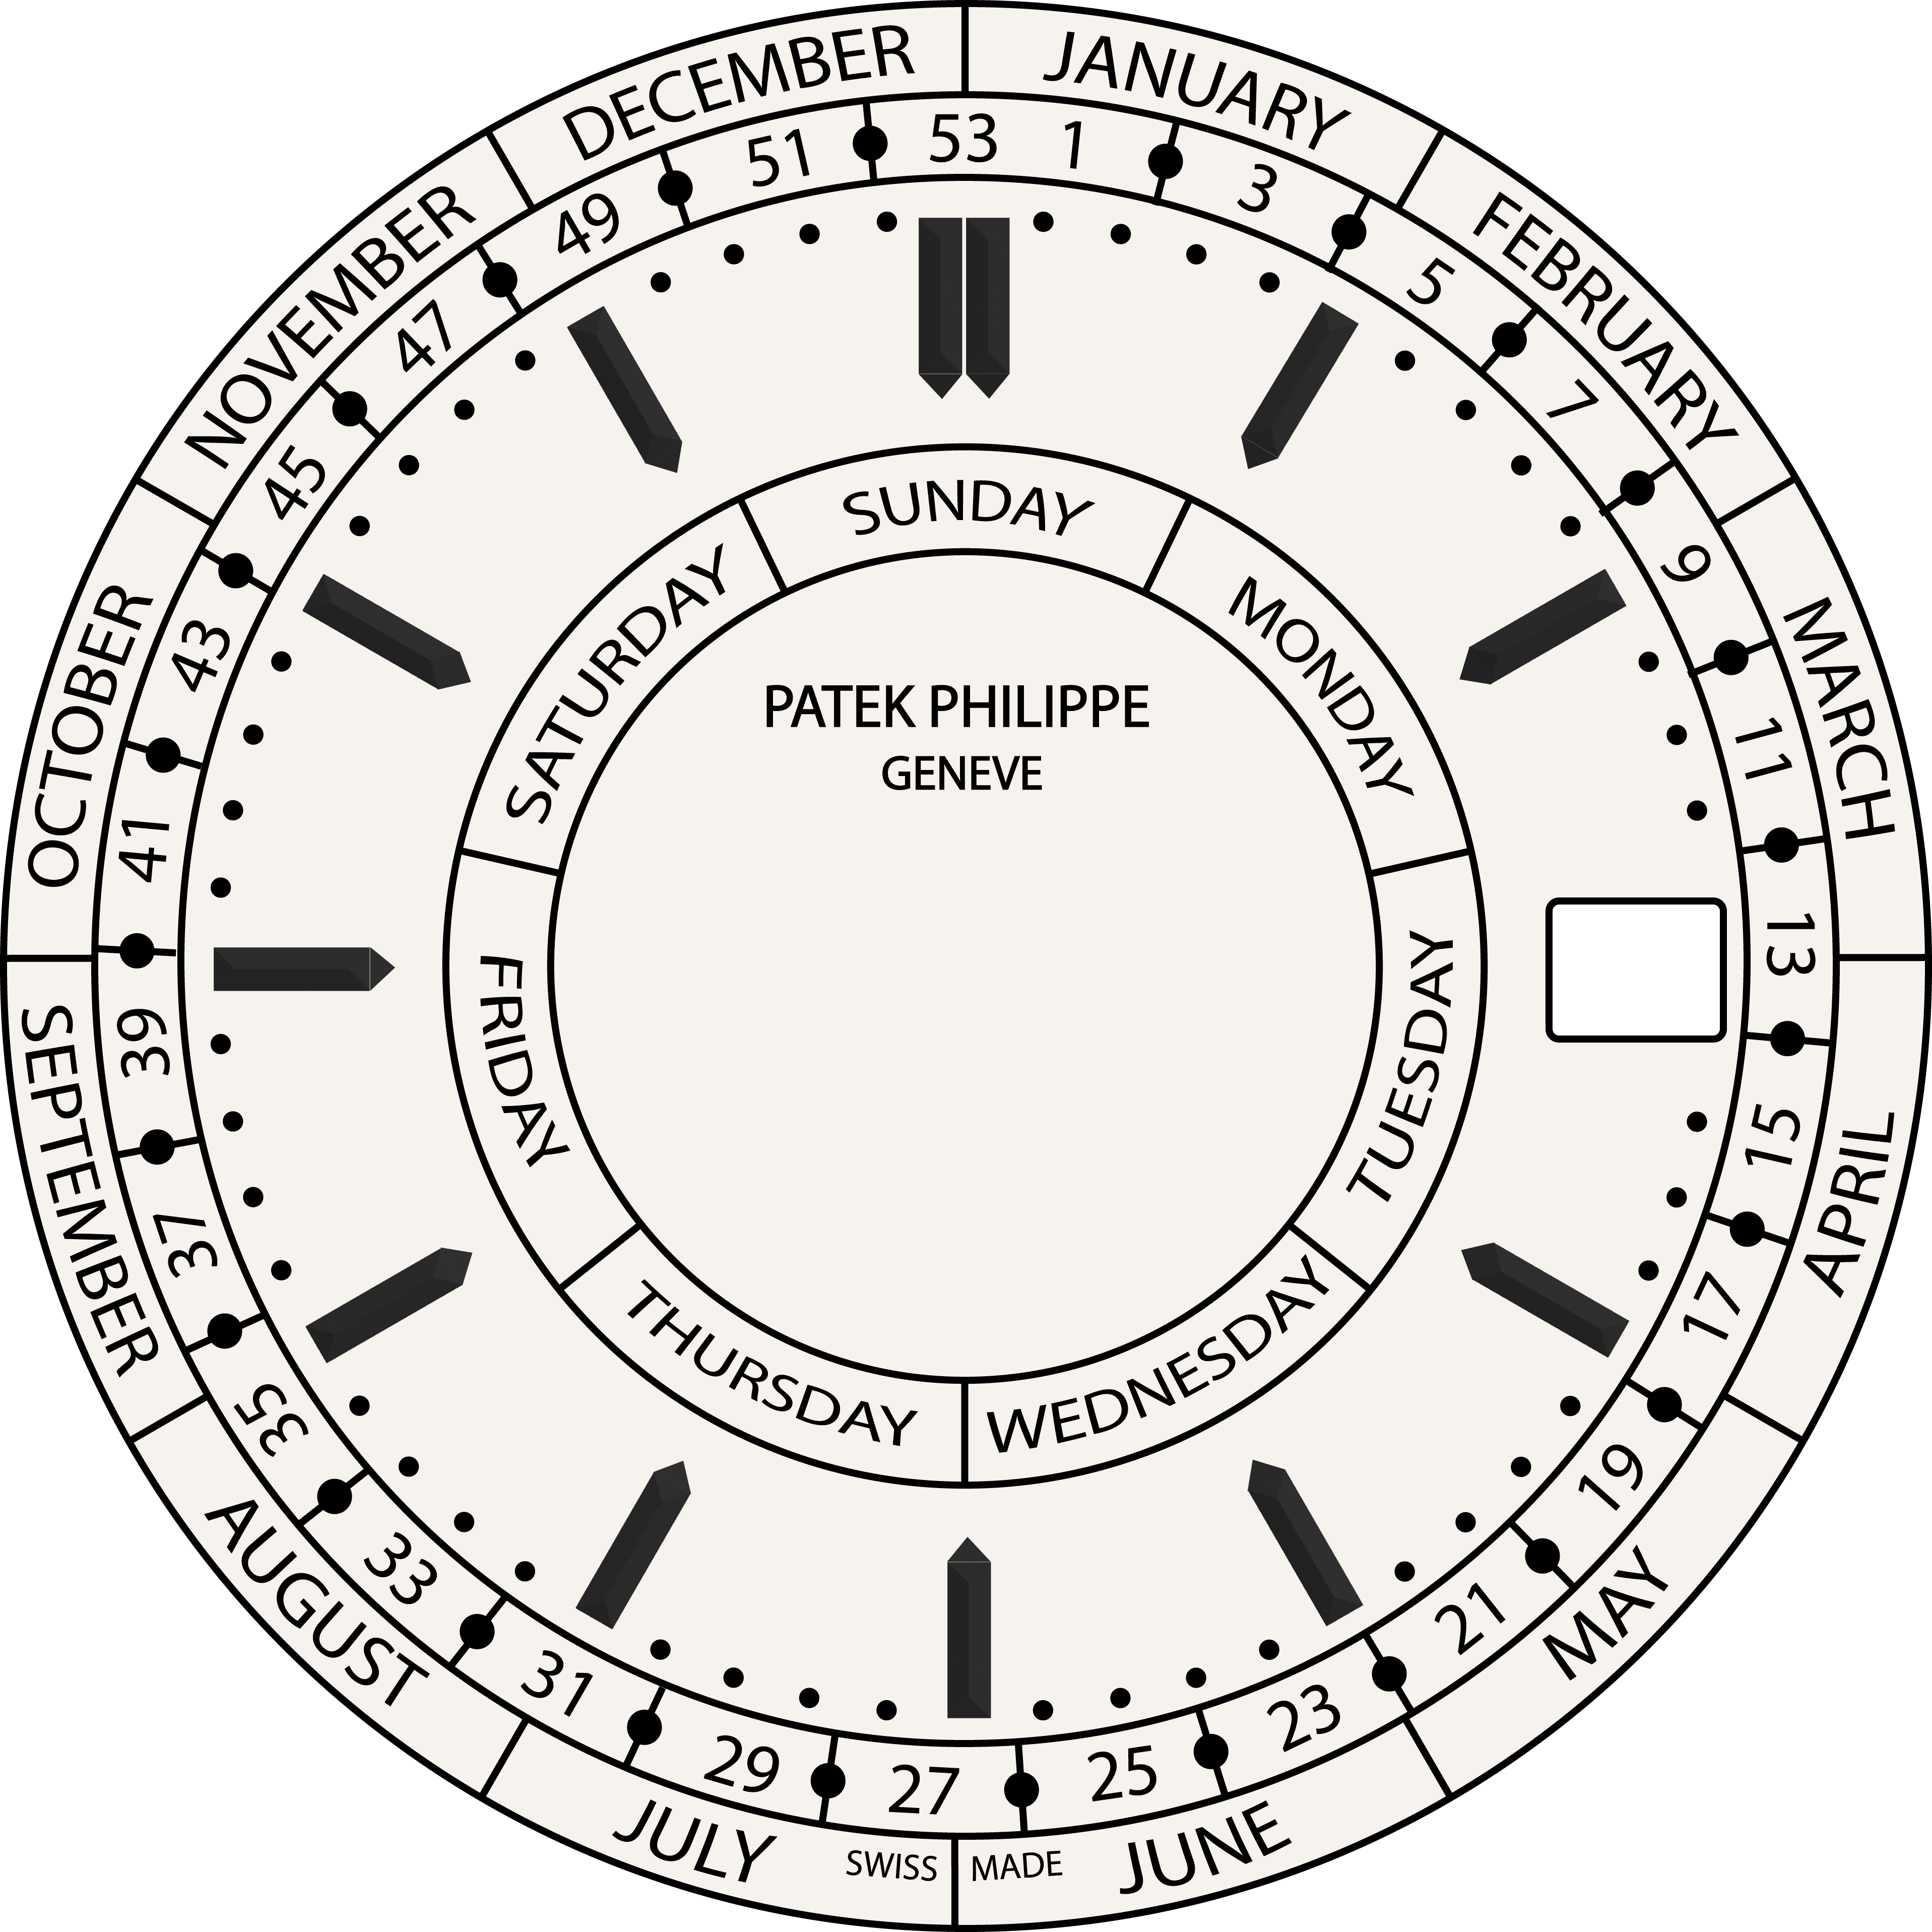 JANUARY
FEBRUARY
MARCH
APRIL
MAY
JUNE
JULY
AUGUST
SEPTEMBER
OCTOBER
NOVEMBER
DECEMBER
1
3
5
7
9
11
13
15
17
19
21
23
25
27
29
31
33
35
37
39
41
43
45
47
49
51
53
SUNDAY
MONDAY
TUESDAY
WEDNESDAY
THURSDAY
FRIDAY
SATURDAY
PATEK PHILIPPE
GENEVE
SWISS MADE